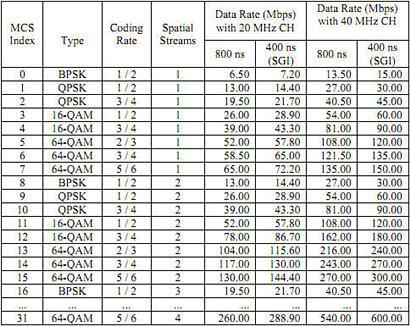 MCS Index Type Coding Rate Spatial Streams Data Rate (Mbps) with 20 MHz CH Data Rate (Mbps) with 40 MHz CH
800 ns 400 ns (SGI) 800 ns 400 ns (SGI)
0 BPSK 1 / 2 1 6.50 7.20 13.50 15.00
1 QPSK 1 / 2 1 13.00 14.40 27.00 30.00
2 QPSK 3 / 4 1 19.50 21.70 40.50 45.00
3 16-QAM 1 / 2 1 26.00 28.90 54.00 60.00
4 16-QAM 3 / 4 1 39.00 43.30 81.00 90.00
5 64-QAM 2 / 3 1 52.00 57.80 108.00 120.00
6 64-QAM 3 / 4 1 58.50 65.00 121.50 135.00
7 64-QAM 5 / 6 1 65.00 72.20 135.00 150.00
8 BPSK 1 / 2 2 13.00 14.40 27.00 30.00
9 QPSK 1 / 2 2 26.00 28.90 54.00 60.00
10 QPSK 3 / 4 2 39.00 43.30 81.00 90.00
11 16-QAM 1 / 2 2 52.00 57.80 108.00 120.00
12 16-QAM 3 / 4 2 78.00 86.70 162.00 180.00
13 64-QAM 2 / 3 2 104.00 115.60 216.00 240.00
14 64-QAM 3 / 4 2 117.00 130.00 243.00 270.00
15 64-QAM 5 / 6 2 130.00 144.40 270.00 300.00
16 BPSK 1 / 2 3 19.50 21.70 40.50 45.00
... ... ... ... ... ... ... ...
31 64-QAM 5 / 6 4 260.00 288.90 540.00 600.00